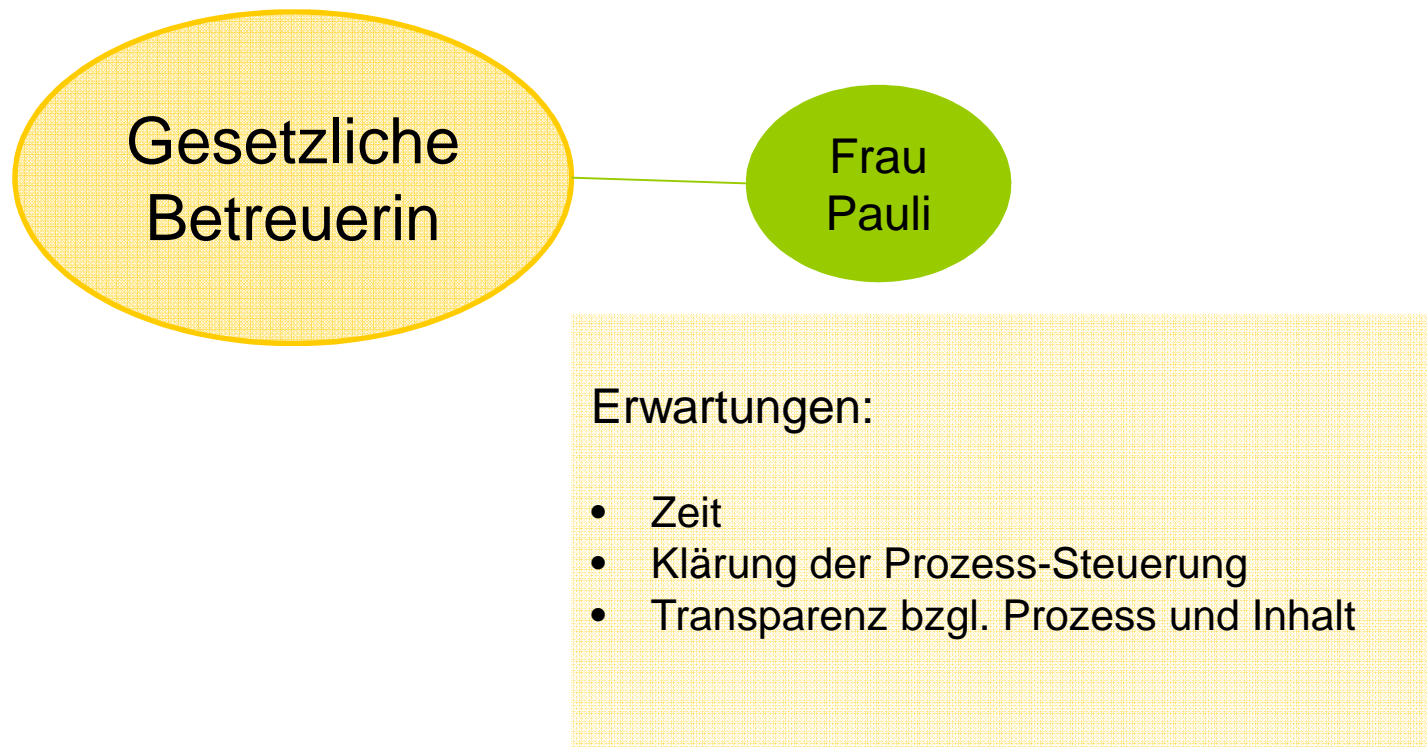 Gesetzliche
Betreuerin
Frau
Pauli
Erwartungen:
• Zeit
• Klärung der Prozess-Steuerung
• Transparenz bzgl. Prozess und Inhalt